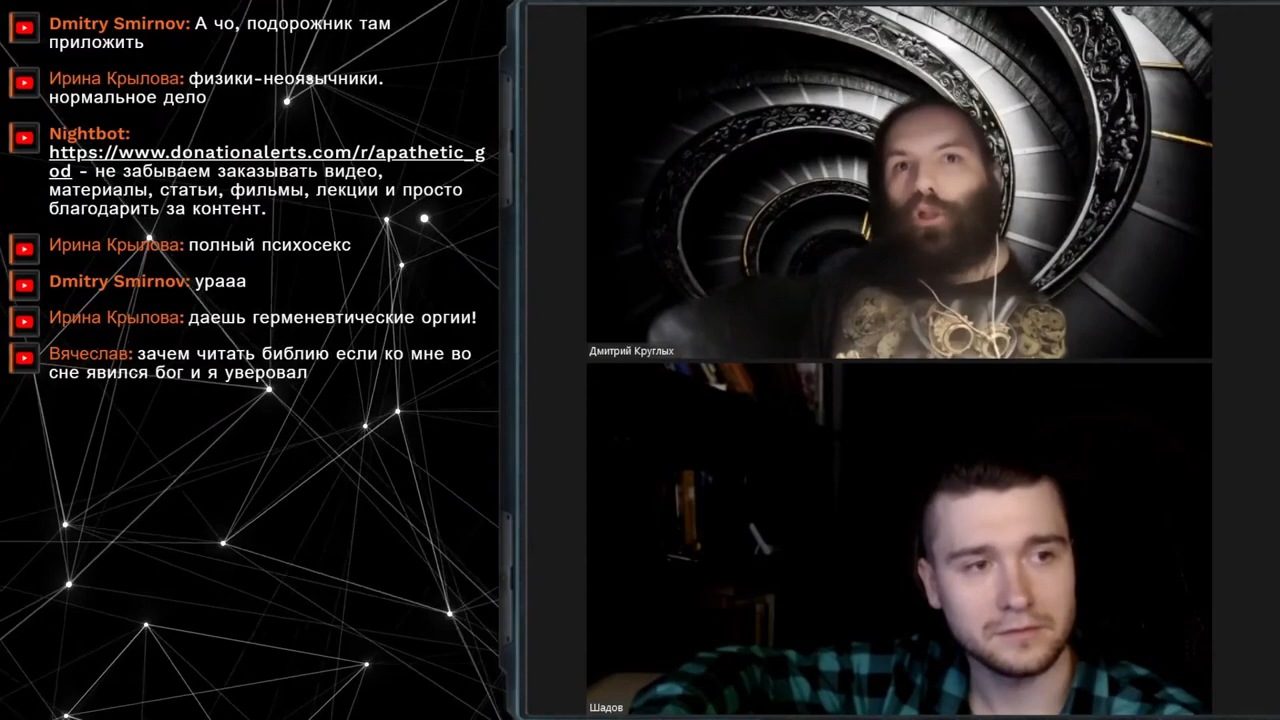 Dmitry Smirnov: А чо, подорожник там
приложить
Ирина Крылова: физики-неоязычники.
нормальное дело
Nightbot:
https://www.donationalerts.com/r/apathetic_g
od - не забываем заказывать видео,
материалы, статьи, фильмы, лекции и просто
благодарить за контент.
Ирина Крылова: полный психосекс
Dmitry Smirnov: урааа
Ирина Крылова: даешь герменевтические оргии!
Вячеслав: зачем читать библию если ко мне во
сне явился бог и я уверовал
Дмитрий Круглых
Шадов